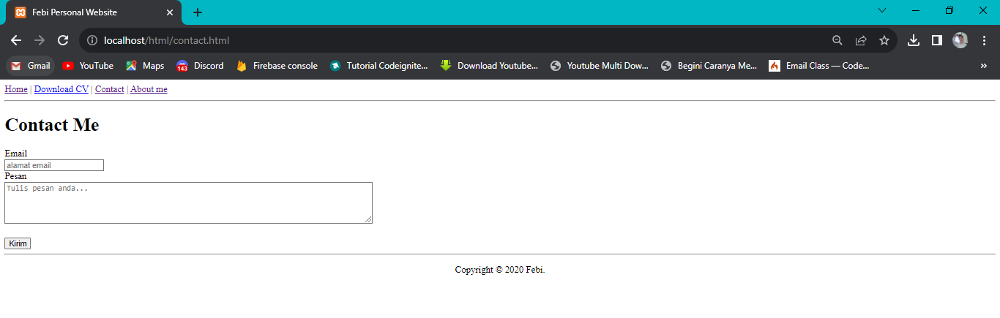 Febi Personal Website
localhost/html/contact.html
Gmail YouTube Maps 143 Discord Firebase console Tutorial Codeignite... Download Youtube... Youtube Multi Dow... Begini Caranya Me... Email Class — Code... »
Home | Download CV | Contact | About me
Contact Me
Email
alamat email
Pesan
Tulis pesan anda...
Kirim
Copyright © 2020 Febi.